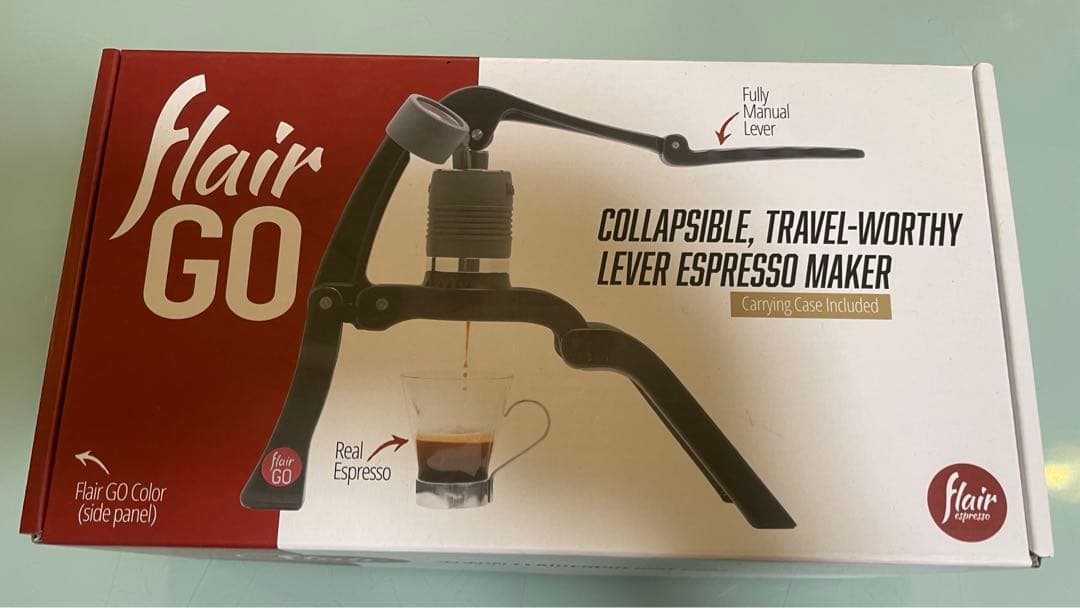 flair
GO
Fully
Manual
Lever
COLLAPSIBLE, TRAVEL-WORTHY
LEVER ESPRESSO MAKER
Carrying Case Included
Real
Espresso
flair
GO
Flair GO Color
(side panel)
flair
espresso